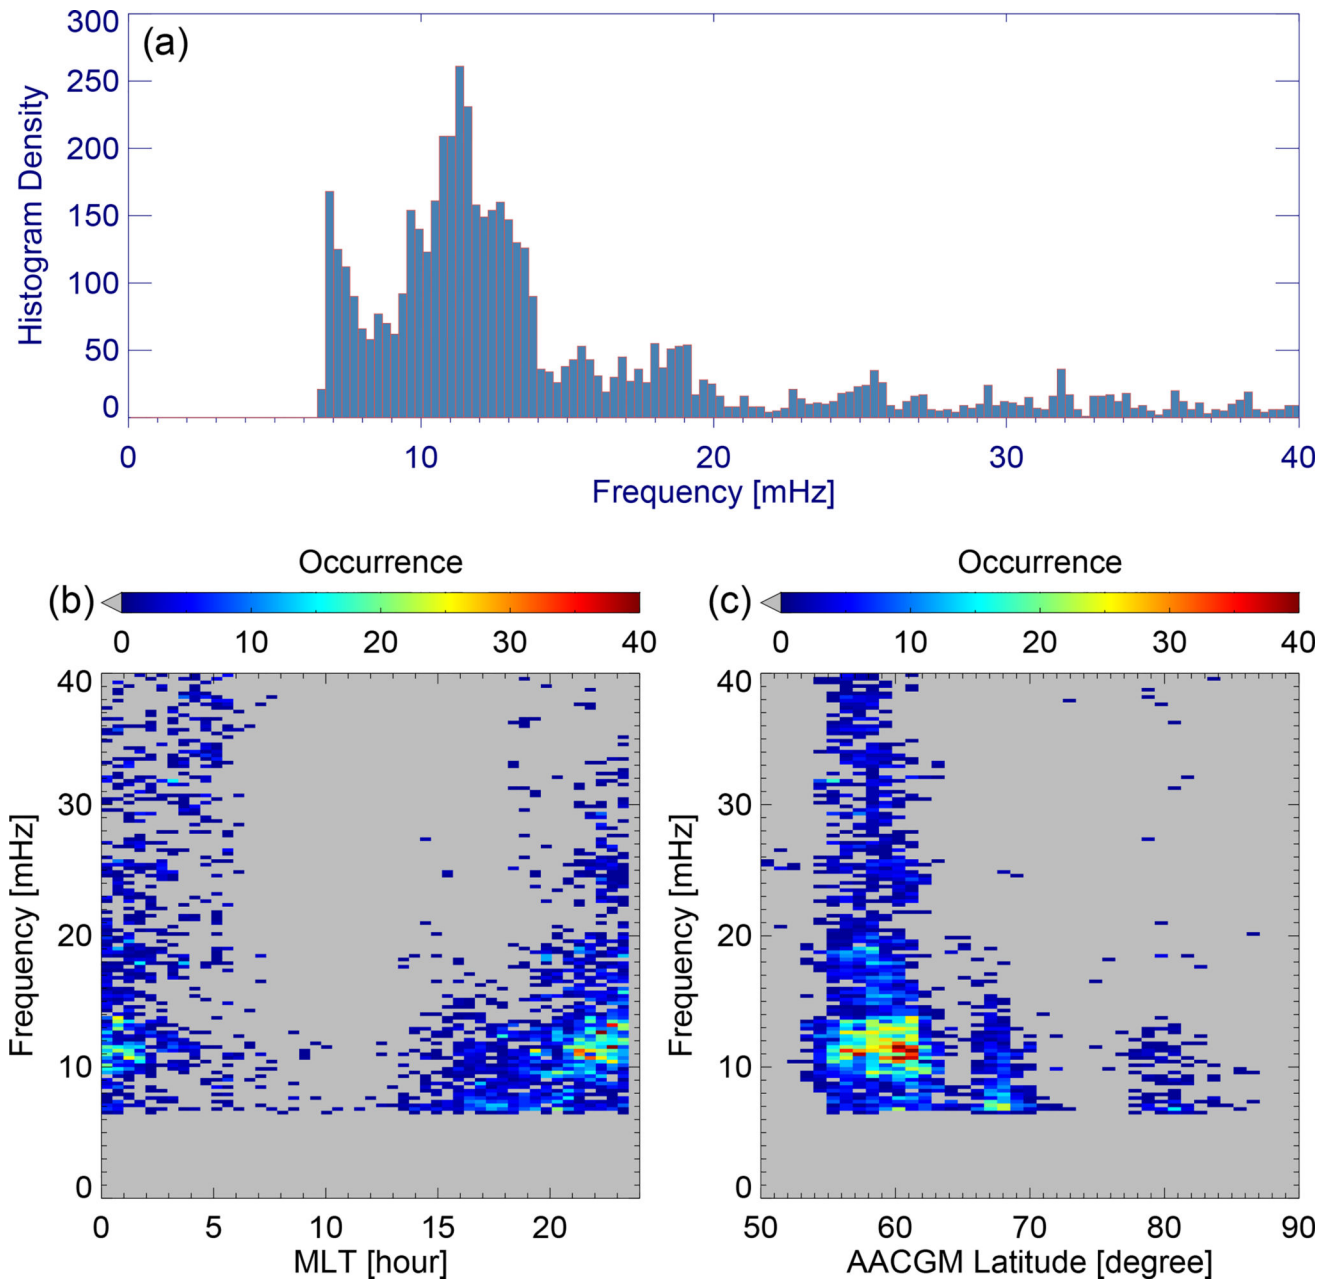 (a)
300
250
200
150
100
50
0
Histogram Density
0 10 20 30 40
Frequency [mHz]
Occurrence
(b)
0 10 20 30 40
40
30
20
10
0
Frequency [mHz]
0 5 10 15 20
MLT [hour]
Occurrence
(c)
0 10 20 30 40
40
30
20
10
0
Frequency [mHz]
50 60 70 80 90
AACGM Latitude [degree]